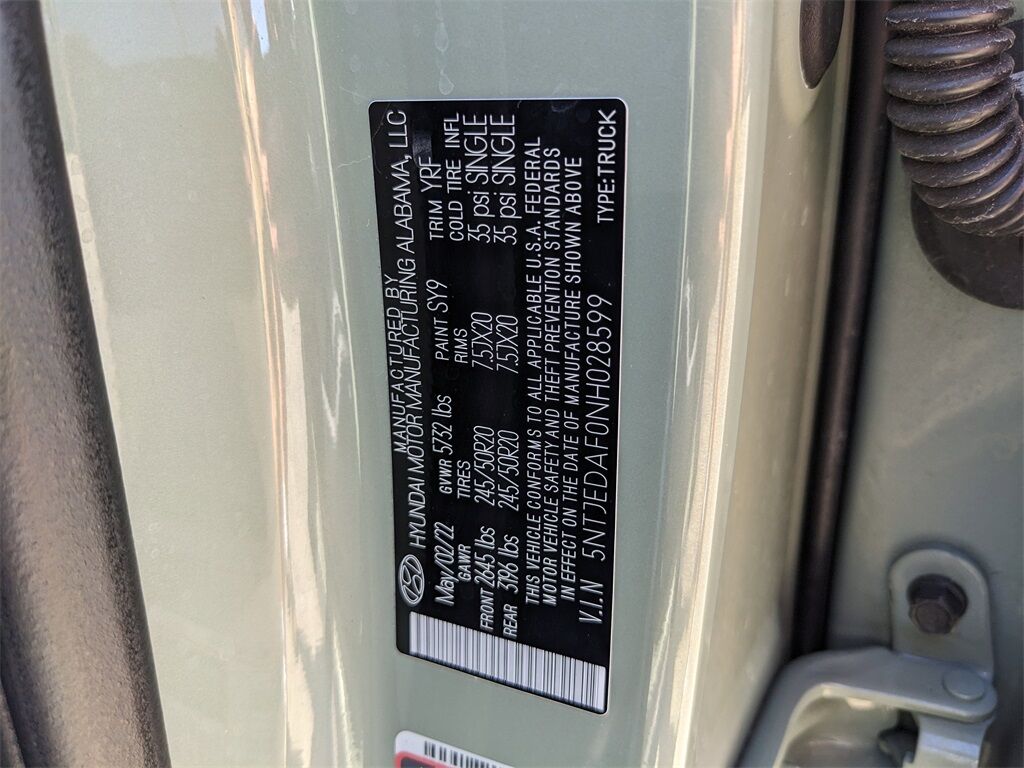 MANUFACTURED BY
HYUNDAI MOTOR MANUFACTURING ALABAMA, LLC
May/02/22 GVWR 5732 lbs PAINT SY9 TRIM YRF
GAWR TIRES RIMS COLD TIRE INFL
FRONT 2645 lbs 245/50R20 7.5JX20 35 psi SINGLE
REAR 3196 lbs 245/50R20 7.5JX20 35 psi SINGLE
THIS VEHICLE CONFORMS TO ALL APPLICABLE U.S.A. FEDERAL
MOTOR VEHICLE SAFETY AND THEFT PREVENTION STANDARDS
IN EFFECT ON THE DATE OF MANUFACTURE SHOWN ABOVE
V.I.N 5NTJEDAF0NH028599 TYPE:TRUCK